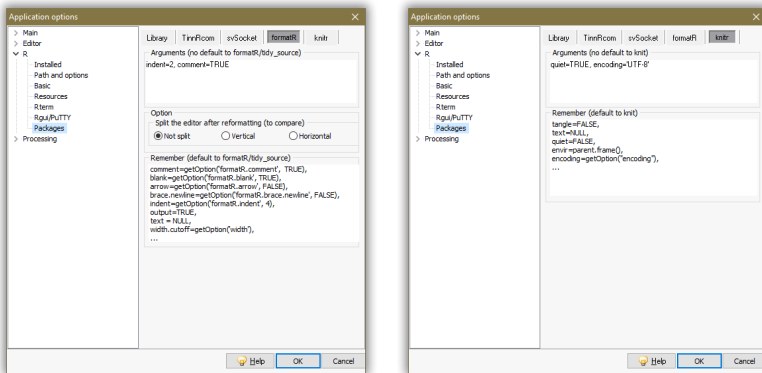 Application options
Main
Editor
R
Installed
Path and options
Basic
Resources
Rterm
Rgui/PuTTY
Packages
Processing
Library TinnRcom svSocket formatR knitr
Arguments (no default to formatR/tidy_source)
indent=2, comment=TRUE
Option
Split the editor after reformatting (to compare)
Not split Vertical Horizontal
Remember (default to formatR/tidy_source)
comment=getOption('formatR.comment', TRUE),
blank=getOption('formatR.blank', TRUE),
arrow=getOption('formatR.arrow', FALSE),
brace.newline=getOption('formatR.brace.newline', FALSE),
indent=getOption('formatR.indent', 4),
output=TRUE,
text = NULL,
width.cutoff=getOption('width'),
...
Help OK Cancel
Application options
Main
Editor
R
Installed
Path and options
Basic
Resources
Rterm
Rgui/PuTTY
Packages
Processing
Library TinnRcom svSocket formatR knitr
Arguments (no default to knit)
quiet=TRUE, encoding='UTF-8'
Remember (default to knit)
tangle=FALSE,
text=NULL,
quiet=FALSE,
envir=parent.frame(),
encoding=getOption("encoding"),
...
Help OK Cancel